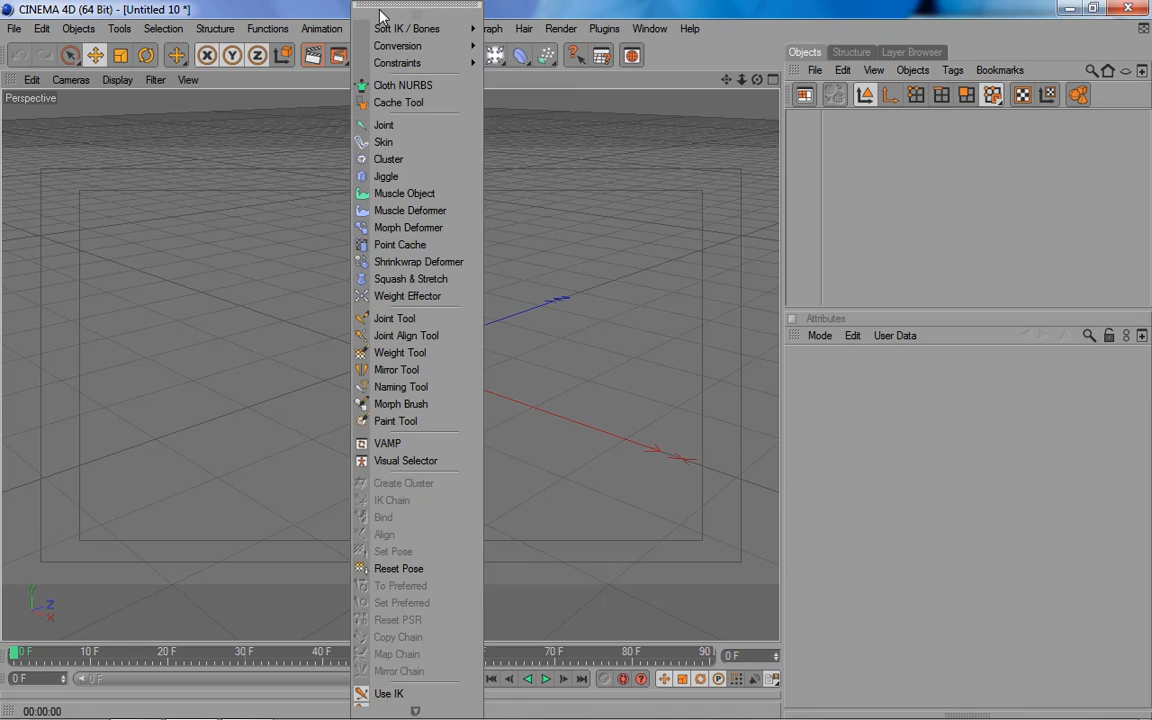 CINEMA 4D (64 Bit) - [Untitled 10 *]
File Edit Objects Tools Selection Structure Functions Animation
raph Hair Render Plugins Window Help
Edit Cameras Display Filter View
Perspective
Soft IK / Bones
Conversion
Constraints
Cloth NURBS
Cache Tool
Joint
Skin
Cluster
Jiggle
Muscle Object
Muscle Deformer
Morph Deformer
Point Cache
Shrinkwrap Deformer
Squash & Stretch
Weight Effector
Joint Tool
Joint Align Tool
Weight Tool
Mirror Tool
Naming Tool
Morph Brush
Paint Tool
VAMP
Visual Selector
Create Cluster
IK Chain
Bind
Align
Set Pose
Reset Pose
To Preferred
Set Preferred
Reset PSR
Copy Chain
Map Chain
Mirror Chain
Use IK
X Y Z
Objects Structure Layer Browser
File Edit View Objects Tags Bookmarks
Attributes
Mode Edit User Data
Y
Z
X
0 F 10 F 20 F 30 F 40 F 70 F 80 F 90 0 F
0 F 0 F
P
00:00:00